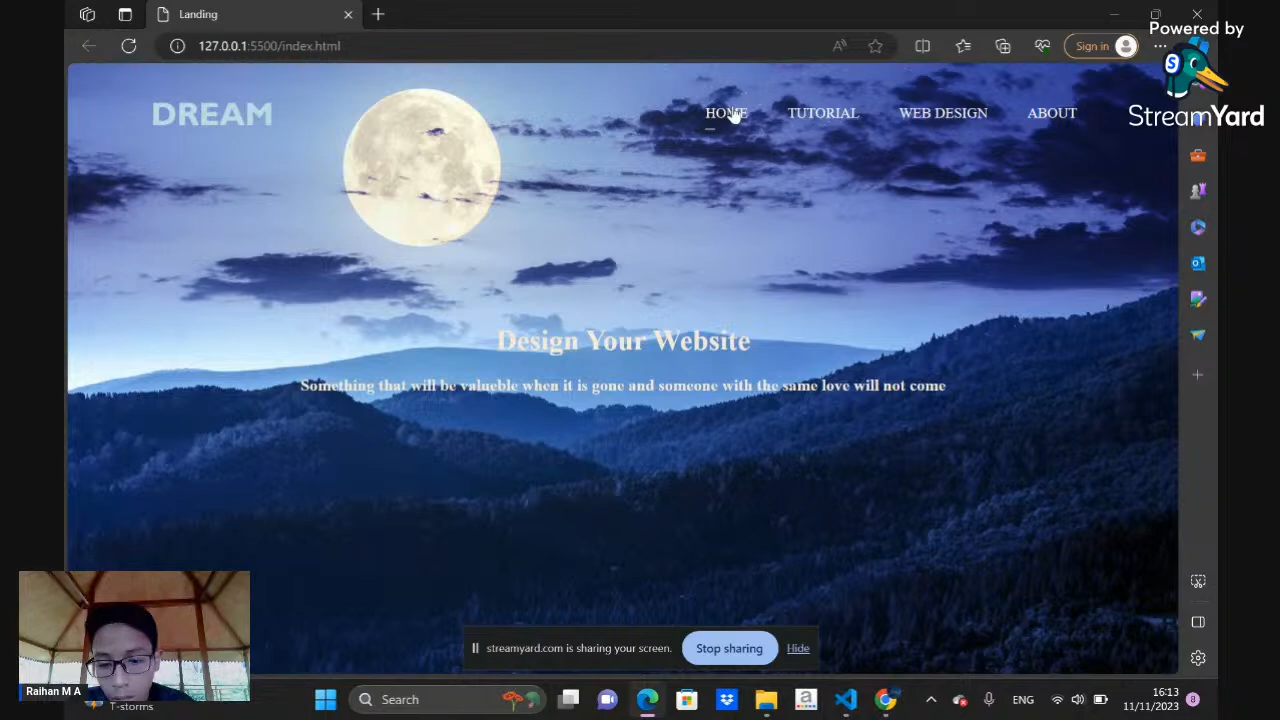 Landing
Powered by
127.0.0.1:5500/index.html
Sign in
StreamYard
DREAM
HOME
TUTORIAL
WEB DESIGN
ABOUT
Design Your Website
Something that will be valueble when it is gone and someone with the same love will not come
streamyard.com is sharing your screen.
Stop sharing
Hide
Raihan M A
T-storms
Search
ENG
16:13
11/11/2023
8